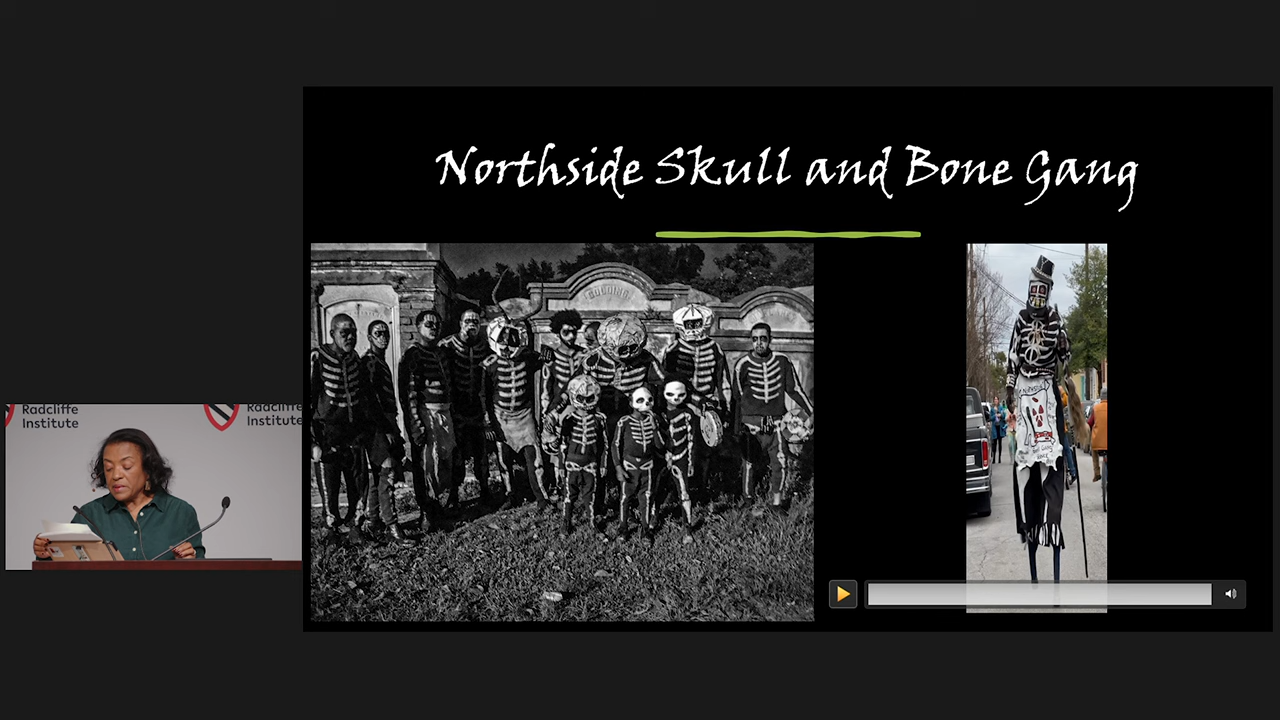 Northside Skull and Bone Gang
Radcliffe
Institute
Radcliffe
Institute